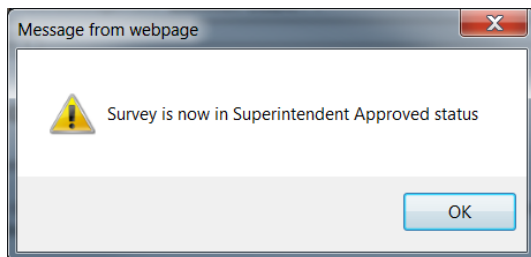 Message from webpage
Survey is now in Superintendent Approved status
OK